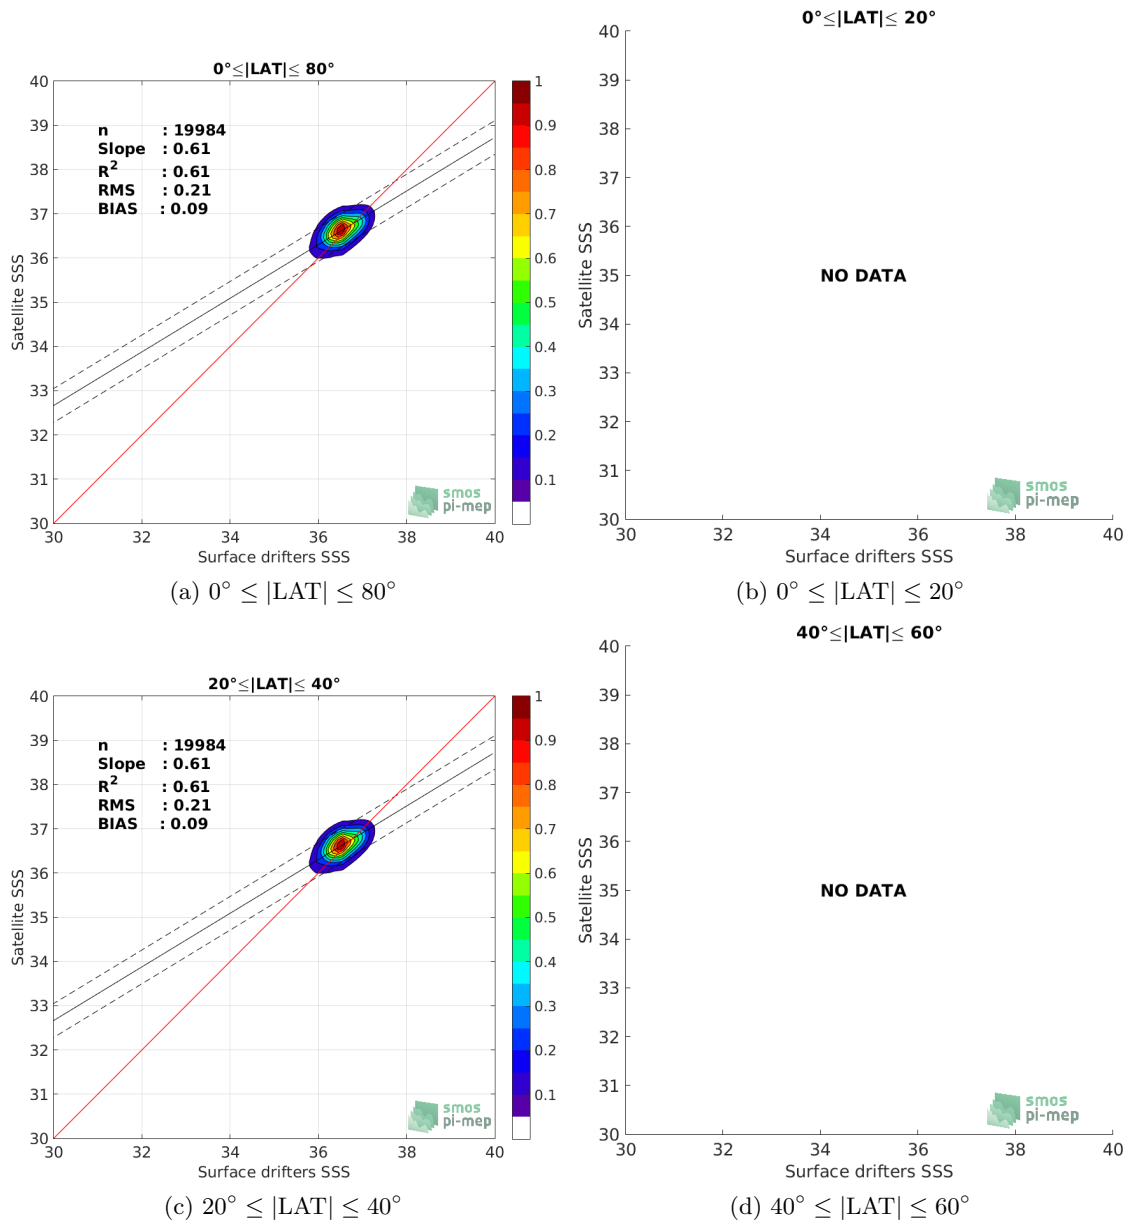 0°≤|LAT|≤ 80°
40
39
38
37
36
35
34
33
32
31
30
Satellite SSS
n : 19984
Slope : 0.61
R² : 0.61
RMS : 0.21
BIAS : 0.09
1
0.9
0.8
0.7
0.6
0.5
0.4
0.3
0.2
0.1
smos
pi-mep
30 32 34 36 38 40
Surface drifters SSS
(a) 0° ≤ |LAT| ≤ 80°
0°≤|LAT|≤ 20°
40
39
38
37
36
35
34
33
32
31
30
Satellite SSS
NO DATA
smos
pi-mep
30 32 34 36 38 40
Surface drifters SSS
(b) 0° ≤ |LAT| ≤ 20°
20°≤|LAT|≤ 40°
40
39
38
37
36
35
34
33
32
31
30
Satellite SSS
n : 19984
Slope : 0.61
R² : 0.61
RMS : 0.21
BIAS : 0.09
1
0.9
0.8
0.7
0.6
0.5
0.4
0.3
0.2
0.1
smos
pi-mep
30 32 34 36 38 40
Surface drifters SSS
(c) 20° ≤ |LAT| ≤ 40°
40°≤|LAT|≤ 60°
40
39
38
37
36
35
34
33
32
31
30
Satellite SSS
NO DATA
smos
pi-mep
30 32 34 36 38 40
Surface drifters SSS
(d) 40° ≤ |LAT| ≤ 60°